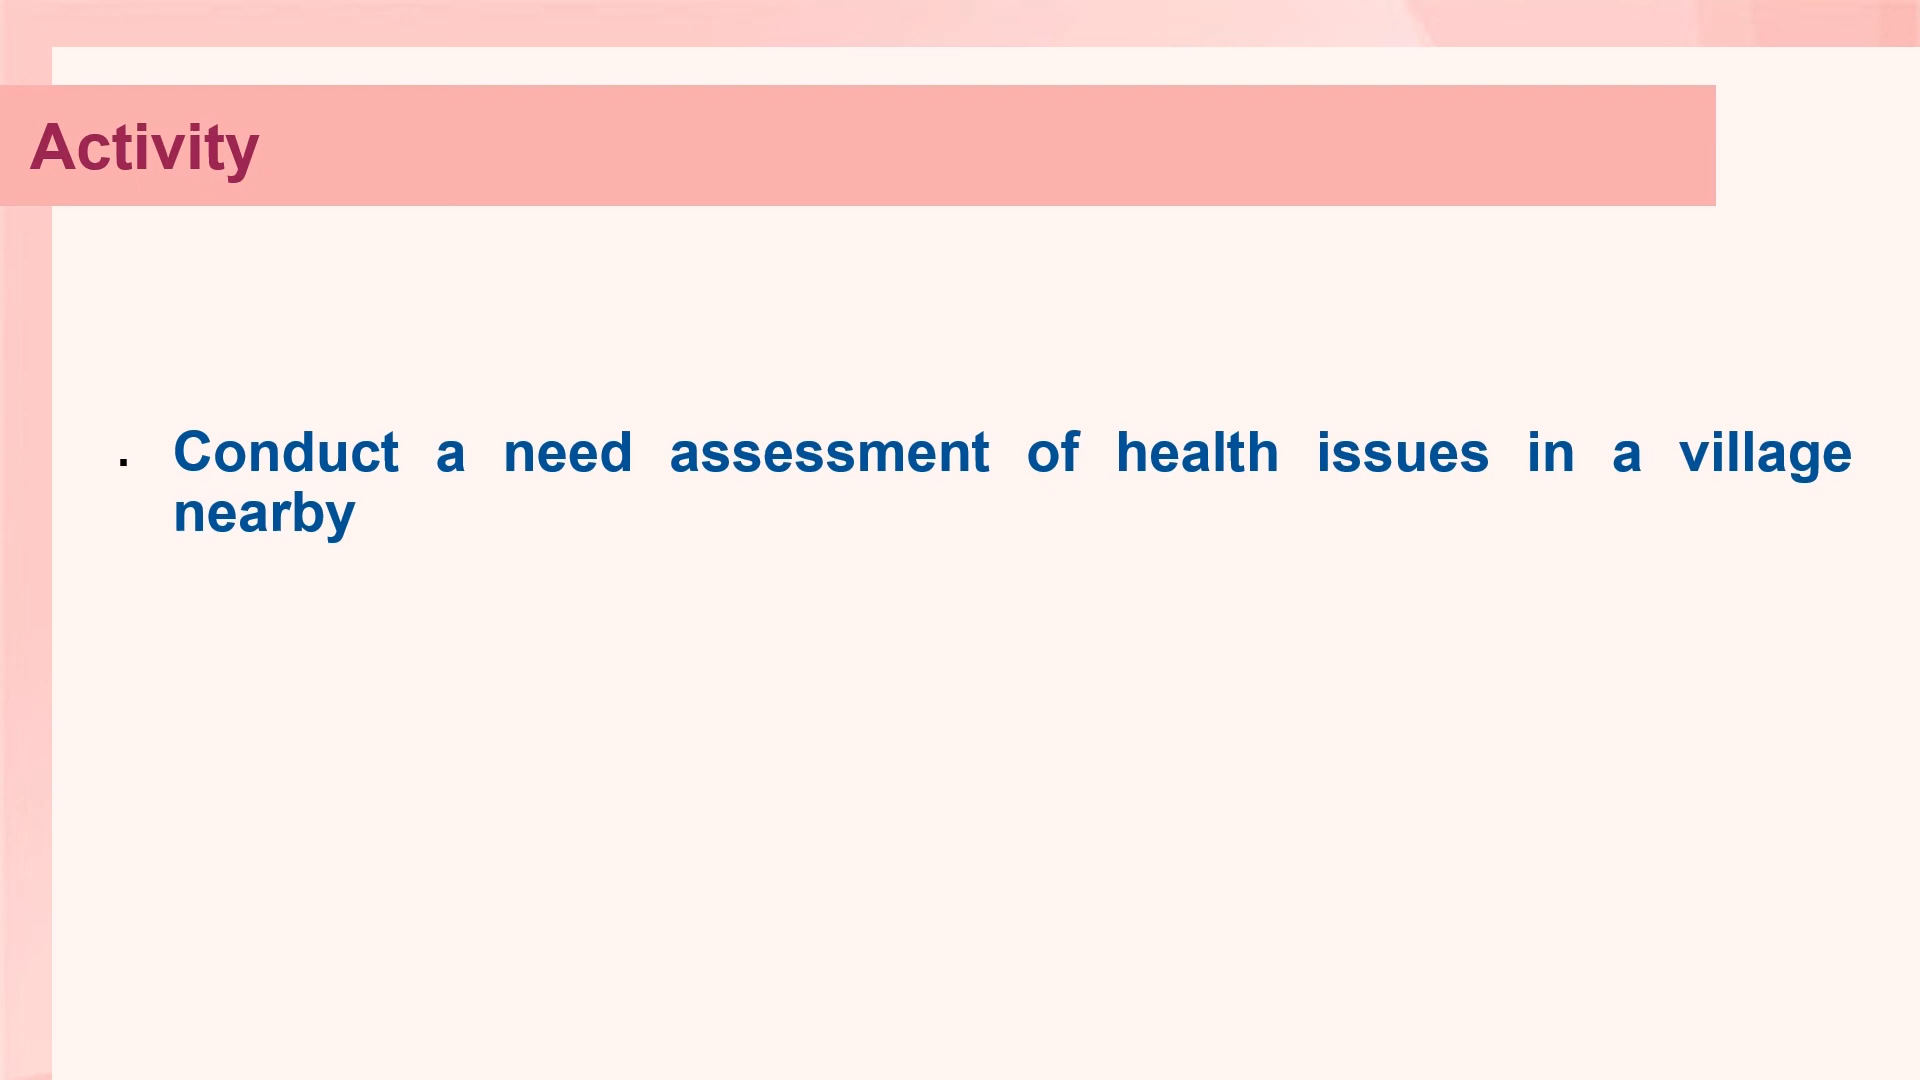 Activity
▪ Conduct a need assessment of health issues in a village
nearby